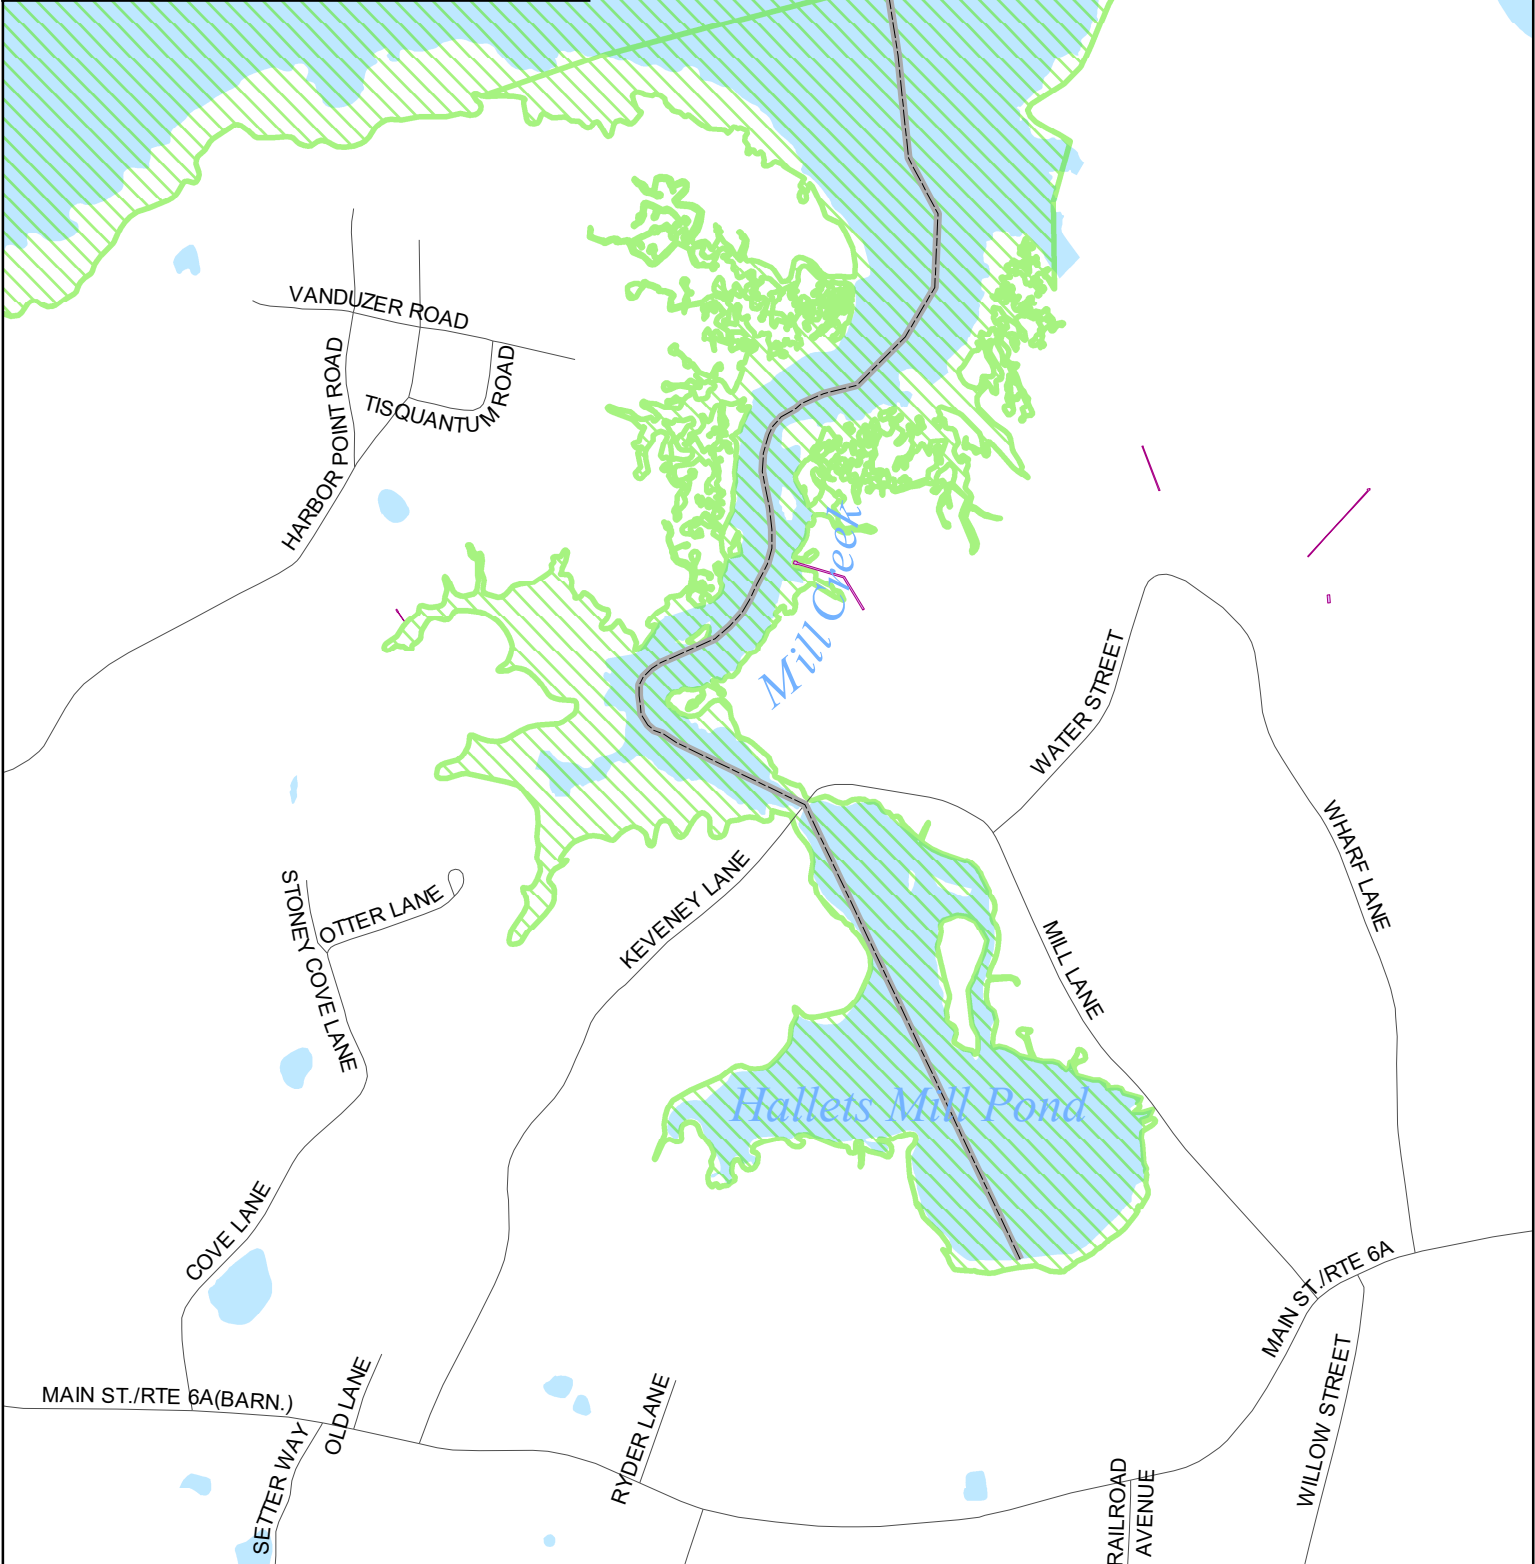 VANDUZER ROAD
HARBOR POINT ROAD
TISQUANTUM ROAD
Mill Creek
WATER STREET
WHARF LANE
KEVENEY LANE
STONEY COVE LANE
OTTER LANE
MILL LANE
Hallets Mill Pond
COVE LANE
MAIN ST./RTE 6A
MAIN ST./RTE 6A(BARN.)
OLD LANE
SETTER WAY
RYDER LANE
WILLOW STREET
RAILROAD
AVENUE